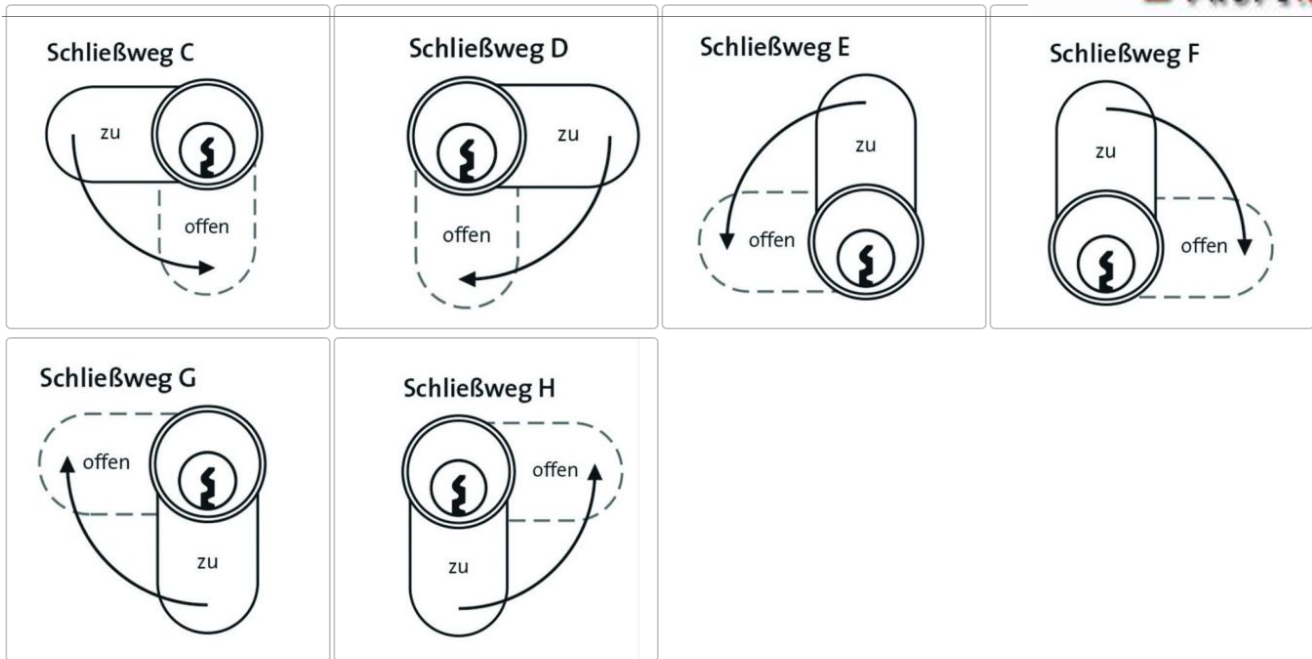 Schließweg C
zu
offen
Schließweg D
zu
offen
Schließweg E
zu
offen
Schließweg F
zu
offen
Schließweg G
offen
zu
Schließweg H
offen
zu